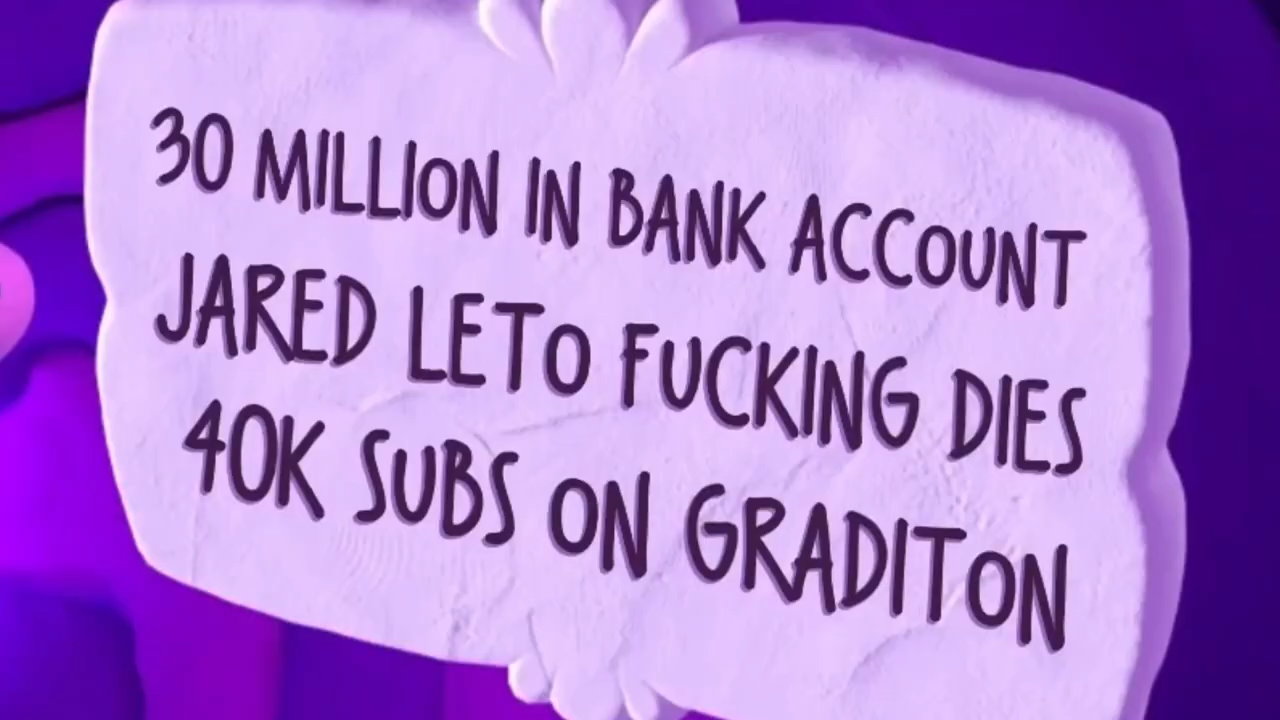 30 MILLION IN BANK ACCOUNT
JARED LETO FUCKING DIES
40K SUBS ON GRADITON